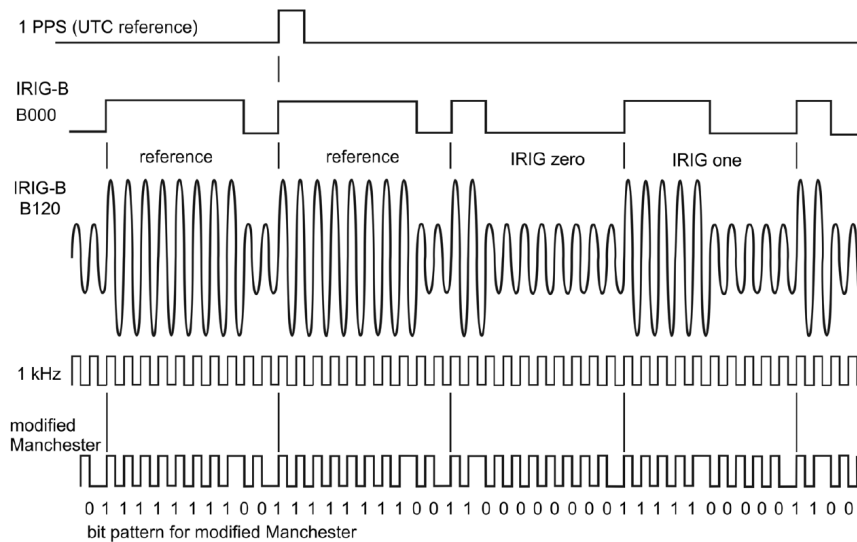 1 PPS (UTC reference)
IRIG-B
B000
reference reference IRIG zero IRIG one
IRIG-B
B120
1 kHz
modified
Manchester
0 1 1 1 1 1 1 1 1 0 0 1 1 1 1 1 1 1 1 0 0 1 1 0 0 0 0 0 0 0 0 1 1 1 1 1 0 0 0 0 0 1 1 0 0
bit pattern for modified Manchester